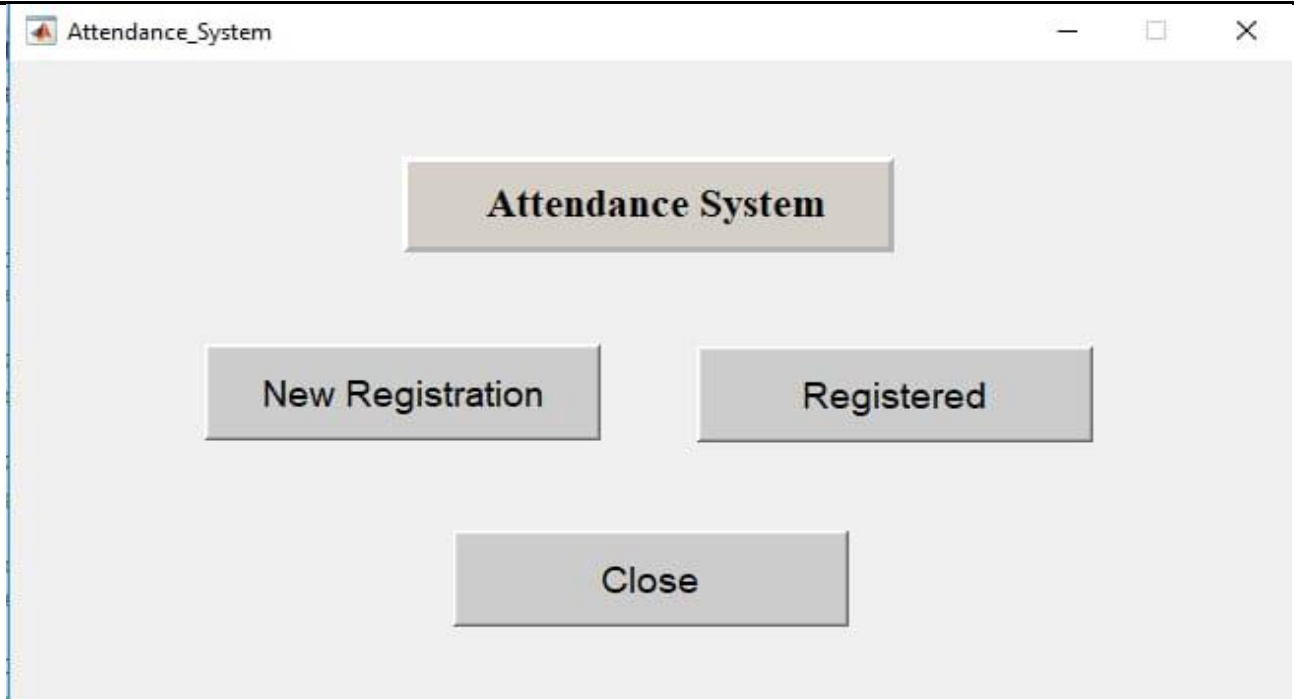 Attendance_System
Attendance System
New Registration
Registered
Close